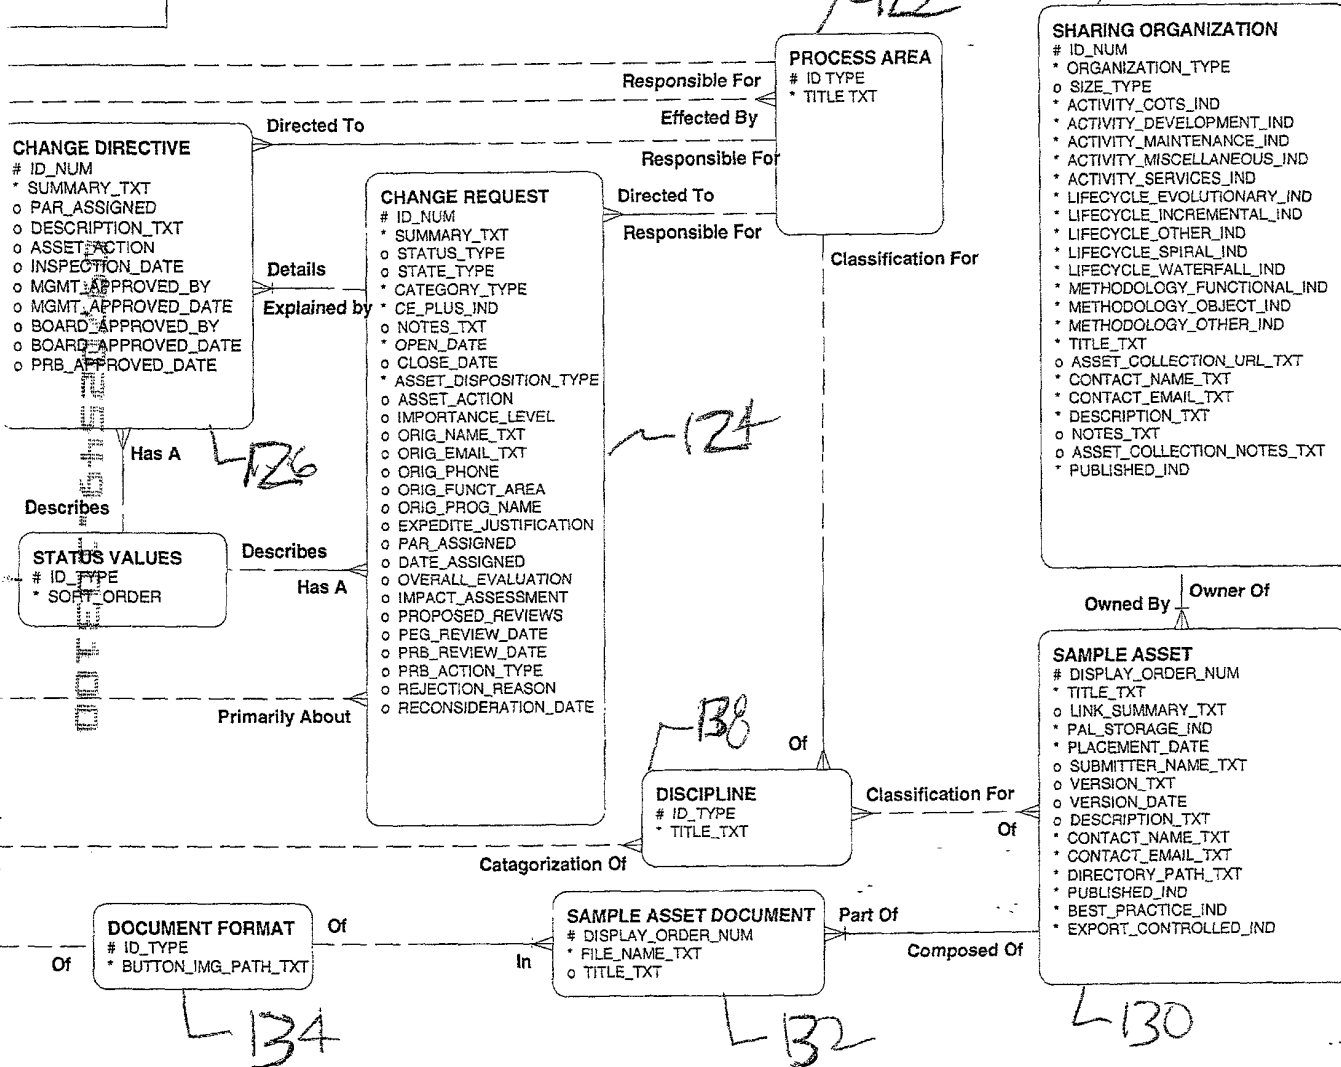 122
PROCESS AREA
# ID TYPE
* TITLE TXT
Responsible For
Effected By
Directed To
Responsible For
Directed To
Responsible For
Classification For
CHANGE DIRECTIVE
# ID_NUM
* SUMMARY_TXT
o PAR_ASSIGNED
o DESCRIPTION_TXT
o ASSET_ACTION
o INSPECTION_DATE
o MGMT_APPROVED_BY
o MGMT_APPROVED_DATE
o BOARD_APPROVED_BY
o BOARD_APPROVED_DATE
o PRB_APPROVED_DATE
Details
Explained by
126
Has A
Describes
STATUS VALUES
# ID_TYPE
* SORT_ORDER
Describes
Has A
Primarily About
CHANGE REQUEST
# ID_NUM
* SUMMARY_TXT
o STATUS_TYPE
o STATE_TYPE
* CATEGORY_TYPE
* CE_PLUS_IND
o NOTES_TXT
* OPEN_DATE
o CLOSE_DATE
* ASSET_DISPOSITION_TYPE
o ASSET_ACTION
o IMPORTANCE_LEVEL
o ORIG_NAME_TXT
o ORIG_EMAIL_TXT
o ORIG_PHONE
o ORIG_FUNCT_AREA
o ORIG_PROG_NAME
o EXPEDITE_JUSTIFICATION
o PAR_ASSIGNED
o DATE_ASSIGNED
o OVERALL_EVALUATION
o IMPACT_ASSESSMENT
o PROPOSED_REVIEWS
o PEG_REVIEW_DATE
o PRB_REVIEW_DATE
o PRB_ACTION_TYPE
o REJECTION_REASON
o RECONSIDERATION_DATE
124
SHARING ORGANIZATION
# ID_NUM
* ORGANIZATION_TYPE
o SIZE_TYPE
* ACTIVITY_COTS_IND
* ACTIVITY_DEVELOPMENT_IND
* ACTIVITY_MAINTENANCE_IND
* ACTIVITY_MISCELLANEOUS_IND
* ACTIVITY_SERVICES_IND
* LIFECYCLE_EVOLUTIONARY_IND
* LIFECYCLE_INCREMENTAL_IND
* LIFECYCLE_OTHER_IND
* LIFECYCLE_SPIRAL_IND
* LIFECYCLE_WATERFALL_IND
* METHODOLOGY_FUNCTIONAL_IND
* METHODOLOGY_OBJECT_IND
* METHODOLOGY_OTHER_IND
* TITLE_TXT
o ASSET_COLLECTION_URL_TXT
* CONTACT_NAME_TXT
* CONTACT_EMAIL_TXT
* DESCRIPTION_TXT
o NOTES_TXT
o ASSET_COLLECTION_NOTES_TXT
* PUBLISHED_IND
Owner Of
Owned By
SAMPLE ASSET
# DISPLAY_ORDER_NUM
* TITLE_TXT
o LINK_SUMMARY_TXT
* PAL_STORAGE_IND
* PLACEMENT_DATE
o SUBMITTER_NAME_TXT
o VERSION_TXT
o VERSION_DATE
o DESCRIPTION_TXT
* CONTACT_NAME_TXT
* CONTACT_EMAIL_TXT
* DIRECTORY_PATH_TXT
* PUBLISHED_IND
* BEST_PRACTICE_IND
* EXPORT_CONTROLLED_IND
130
138
Of
DISCIPLINE
# ID_TYPE
* TITLE_TXT
Classification For
Of
Catagorization Of
DOCUMENT FORMAT
# ID_TYPE
* BUTTON_IMG_PATH_TXT
Of
Of
In
134
SAMPLE ASSET DOCUMENT
# DISPLAY_ORDER_NUM
* FILE_NAME_TXT
o TITLE_TXT
Part Of
Composed Of
132